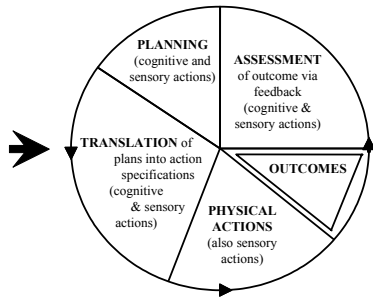 PLANNING
(cognitive and
sensory actions)
ASSESSMENT
of outcome via
feedback
(cognitive &
sensory actions)
TRANSLATION of
plans into action
specifications
(cognitive
& sensory
actions)
OUTCOMES
PHYSICAL
ACTIONS
(also sensory
actions)